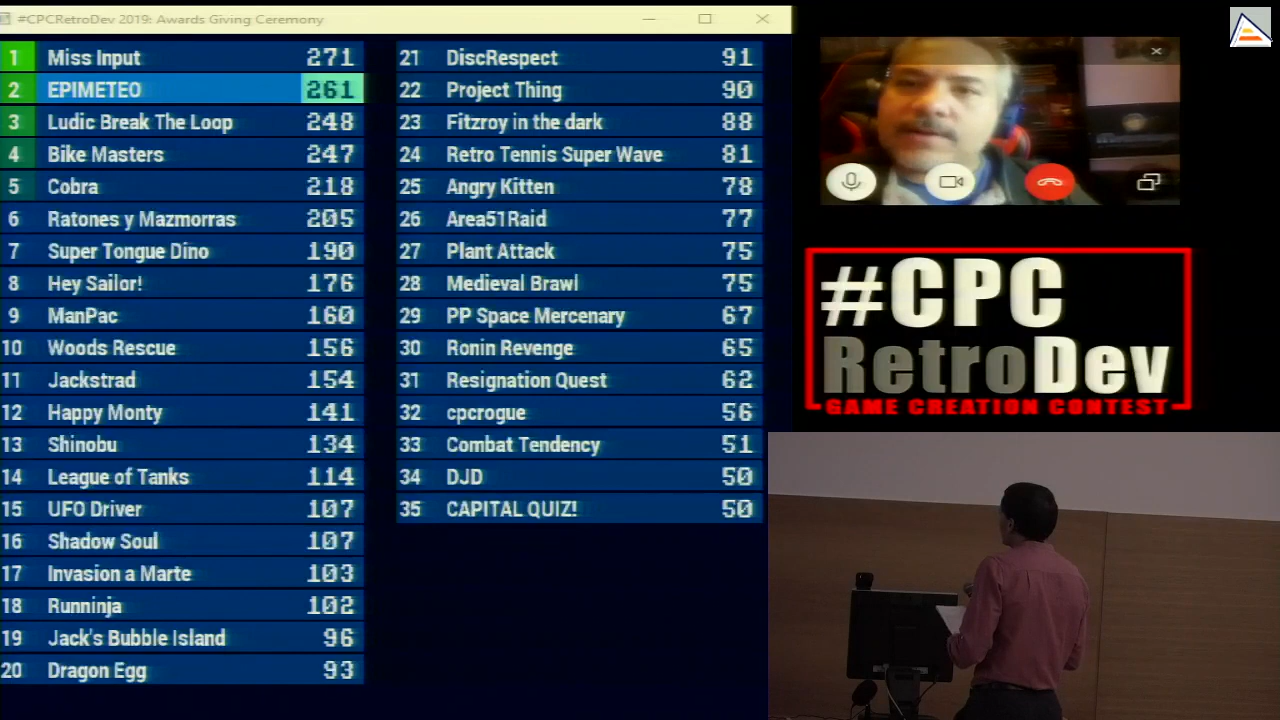 #CPCRetroDev 2019: Awards Giving Ceremony
1 Miss Input 271
2 EPIMETEO 261
3 Ludic Break The Loop 248
4 Bike Masters 247
5 Cobra 218
6 Ratones y Mazmorras 205
7 Super Tongue Dino 190
8 Hey Sailor! 176
9 ManPac 160
10 Woods Rescue 156
11 Jackstrad 154
12 Happy Monty 141
13 Shinobu 134
14 League of Tanks 114
15 UFO Driver 107
16 Shadow Soul 107
17 Invasion a Marte 103
18 Runninja 102
19 Jack's Bubble Island 96
20 Dragon Egg 93
21 DiscRespect 91
22 Project Thing 90
23 Fitzroy in the dark 88
24 Retro Tennis Super Wave 81
25 Angry Kitten 78
26 Area51Raid 77
27 Plant Attack 75
28 Medieval Brawl 75
29 PP Space Mercenary 67
30 Ronin Revenge 65
31 Resignation Quest 62
32 cpcrogue 56
33 Combat Tendency 51
34 DJD 50
35 CAPITAL QUIZ! 50
#CPC
RetroDev
GAME CREATION CONTEST